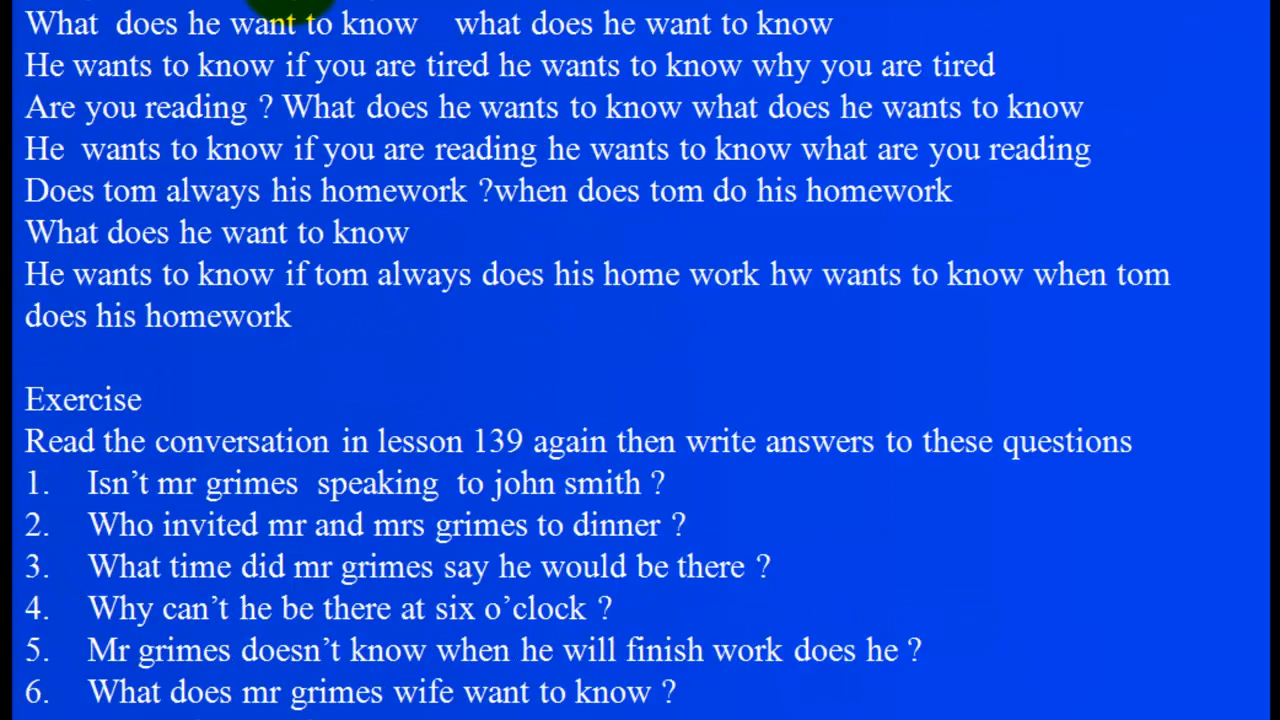 What does he want to know what does he want to know
He wants to know if you are tired he wants to know why you are tired
Are you reading ? What does he wants to know what does he wants to know
He wants to know if you are reading he wants to know what are you reading
Does tom always his homework ?when does tom do his homework
What does he want to know
He wants to know if tom always does his home work hw wants to know when tom
does his homework
Exercise
Read the conversation in lesson 139 again then write answers to these questions
1. Isn’t mr grimes speaking to john smith ?
2. Who invited mr and mrs grimes to dinner ?
3. What time did mr grimes say he would be there ?
4. Why can’t he be there at six o’clock ?
5. Mr grimes doesn’t know when he will finish work does he ?
6. What does mr grimes wife want to know ?